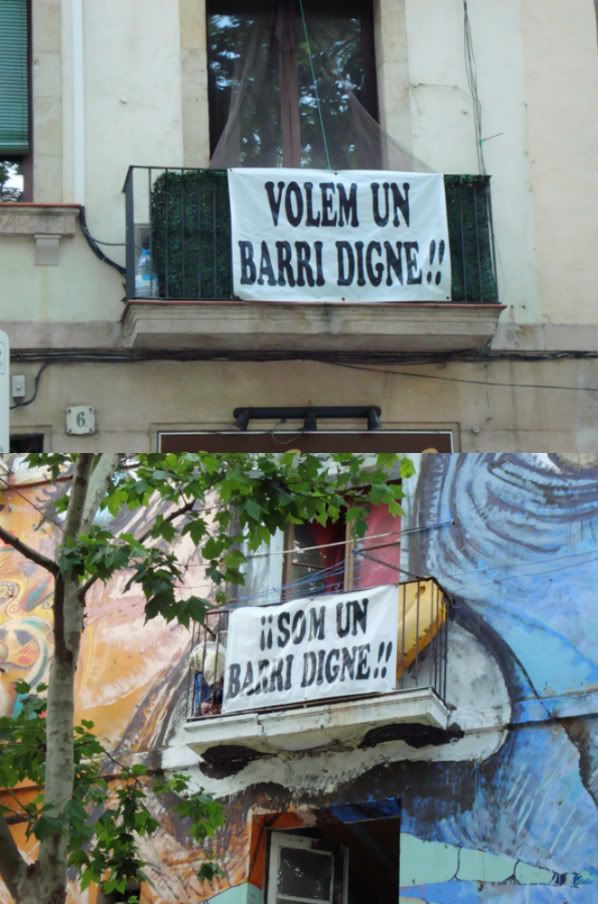 VOLEM UN
BARRI DIGNE!!
6
¡¡SOM UN
BARRI DIGNE!!